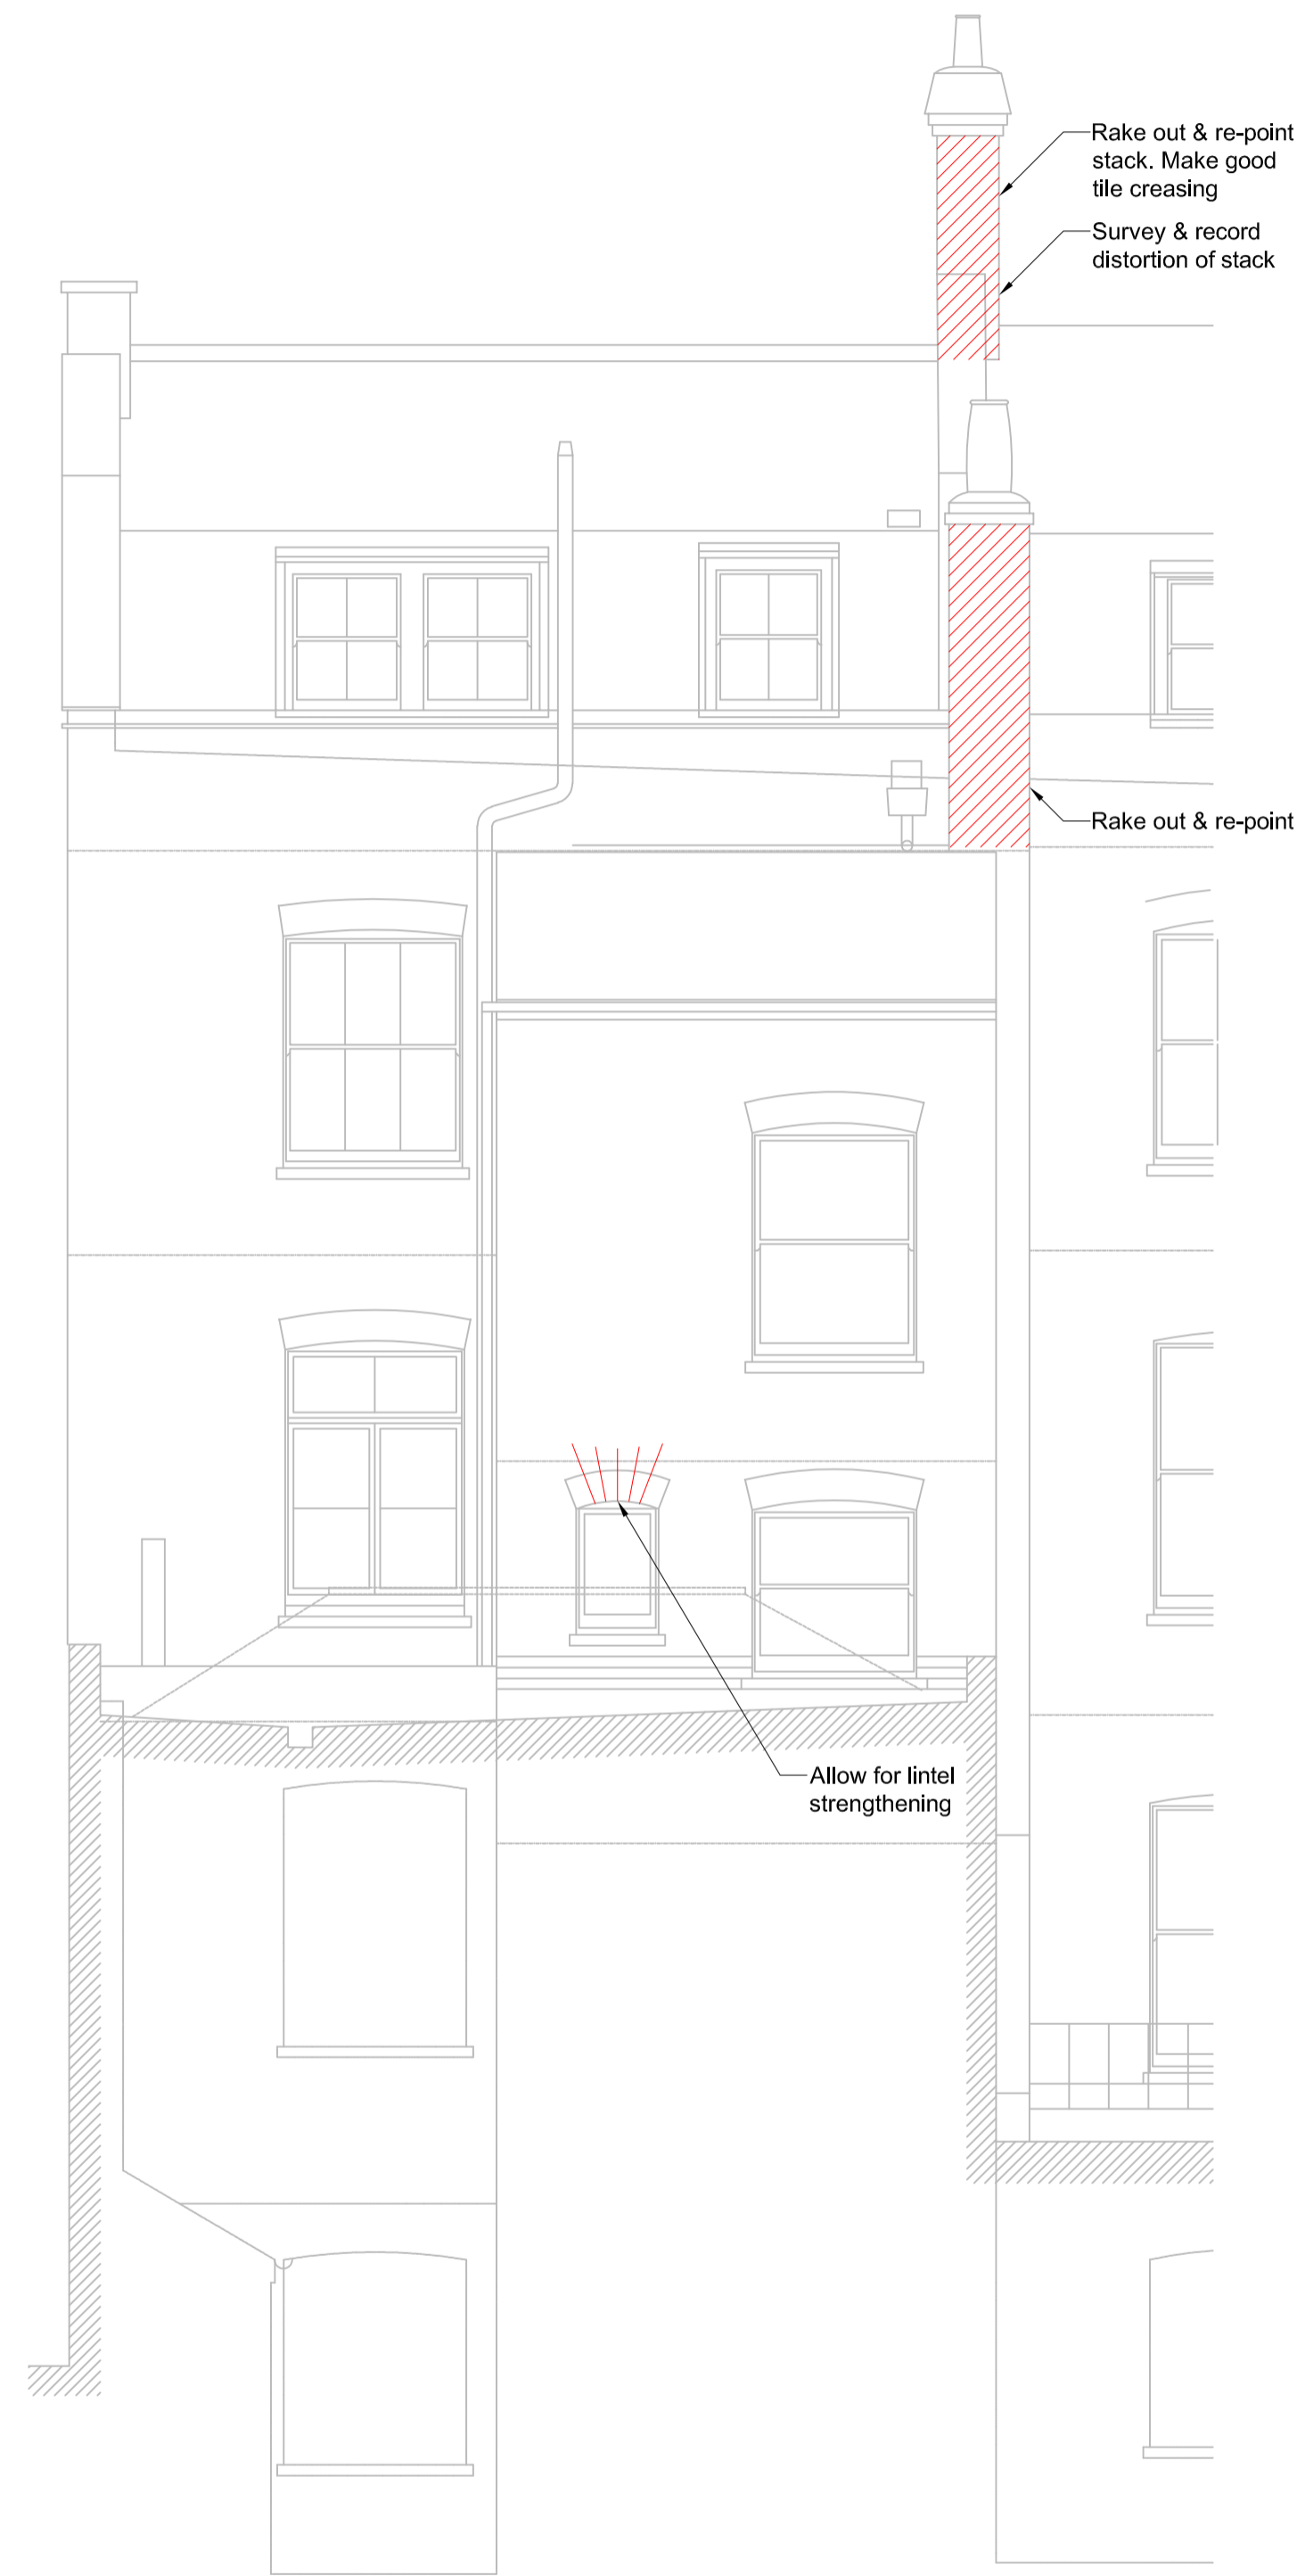 Rake out & re-point
stack. Make good
tile creasing
Survey & record
distortion of stack
Rake out & re-point
Allow for lintel
strengthening